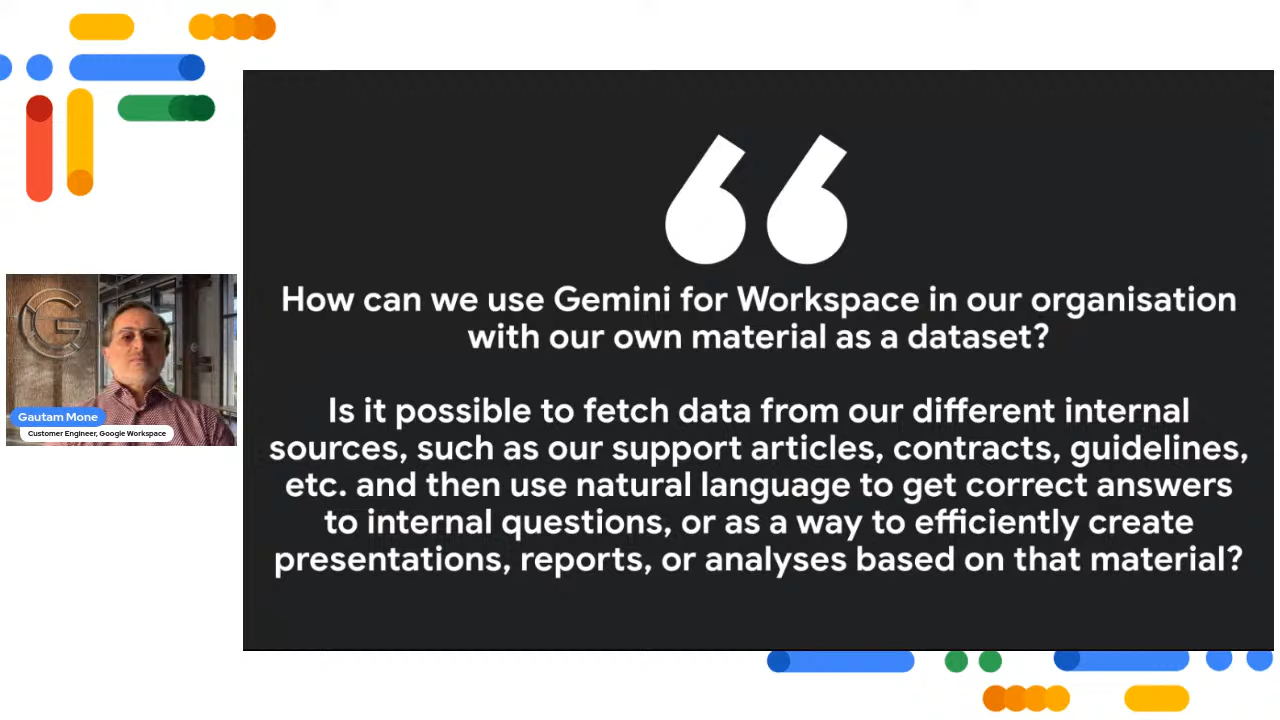 How can we use Gemini for Workspace in our organisation
with our own material as a dataset?
Is it possible to fetch data from our different internal
sources, such as our support articles, contracts, guidelines,
etc. and then use natural language to get correct answers
to internal questions, or as a way to efficiently create
presentations, reports, or analyses based on that material?
Gautam Mone
Customer Engineer, Google Workspace